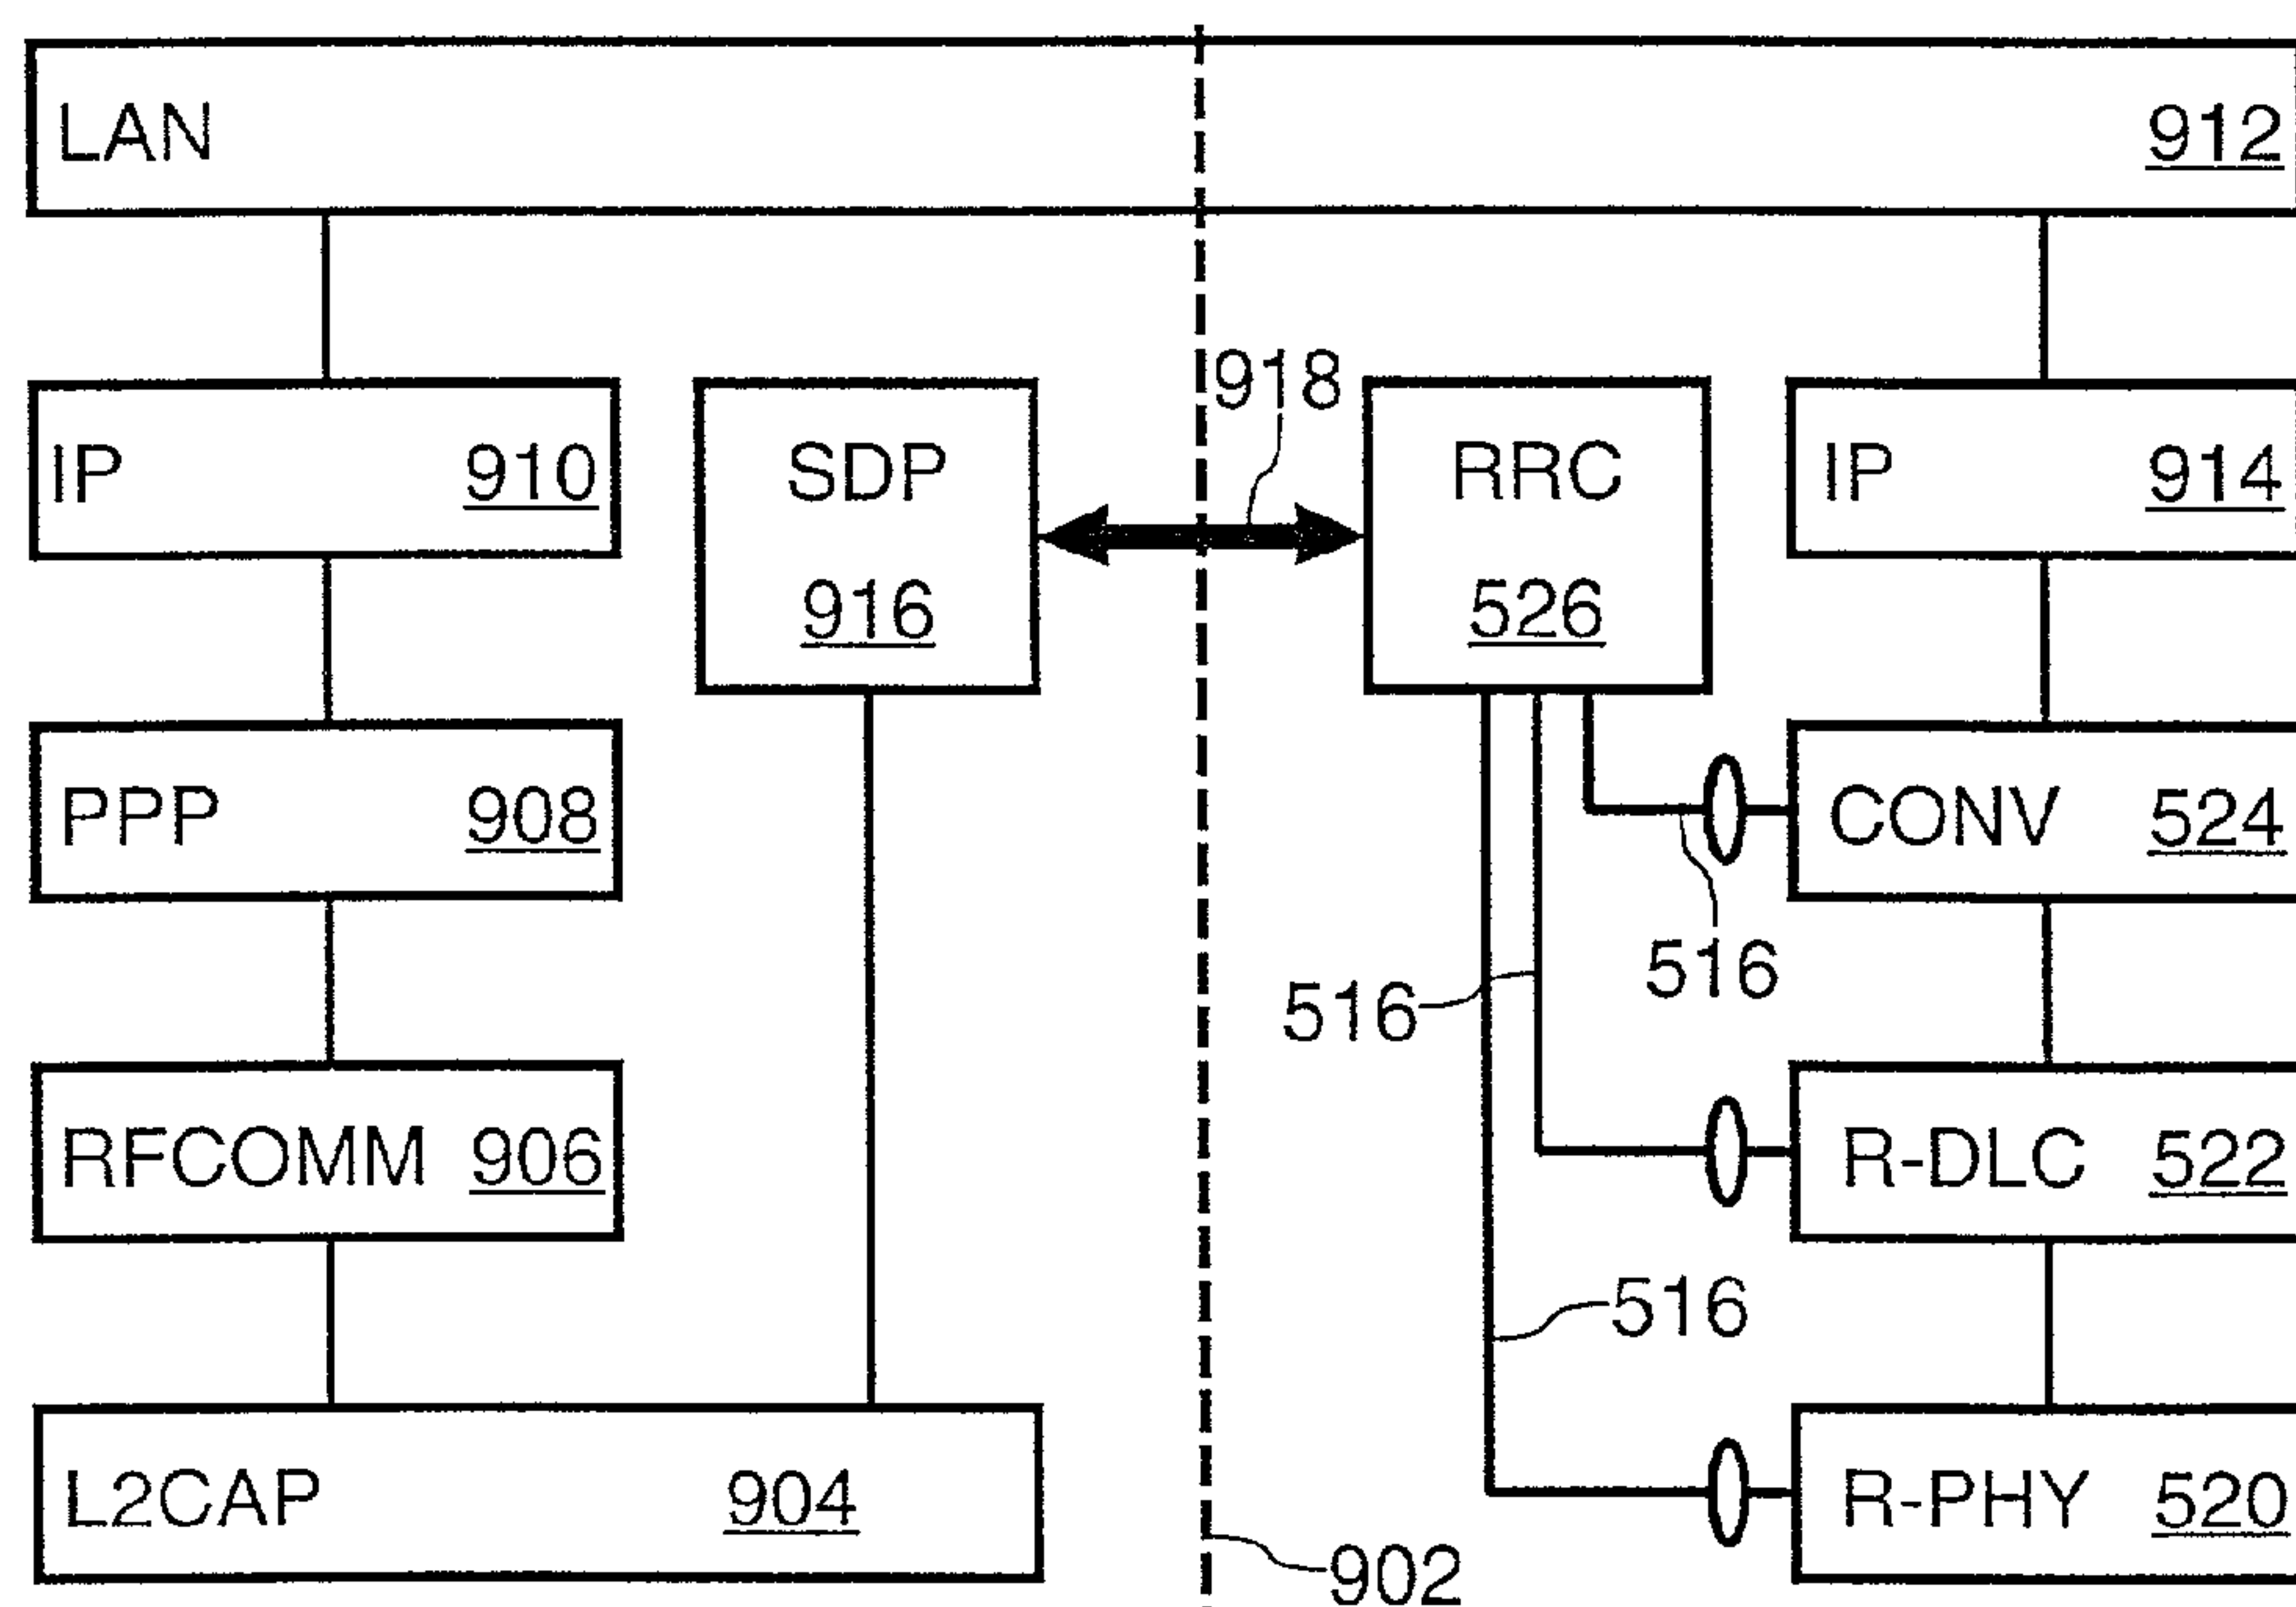 LAN 912
918
IP 910
SDP
916
RRC
526
IP 914
PPP 908
CONV 524
516
516
RFCOMM 906
R-DLC 522
516
L2CAP 904
R-PHY 520
902